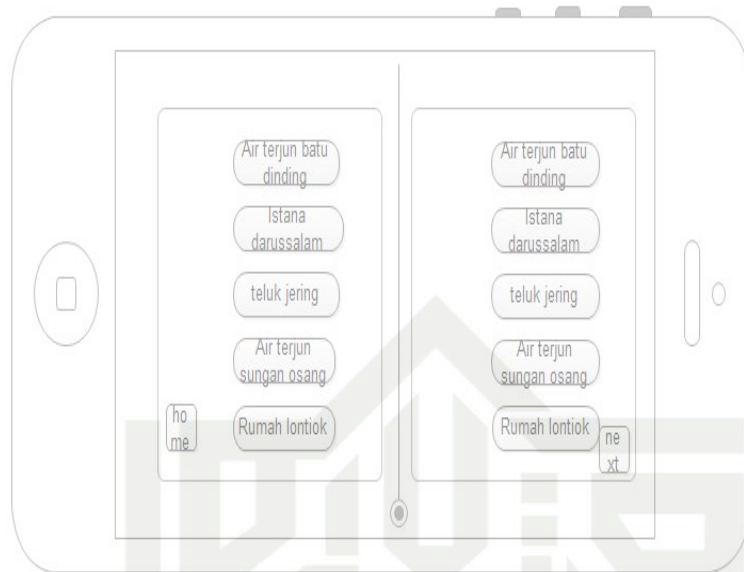 Air terjun batu
dinding
Istana
darussalam
teluk jering
Air terjun
sungan osang
ho
me
Rumah lontiok
Air terjun batu
dinding
Istana
darussalam
teluk jering
Air terjun
sungan osang
Rumah lontiok
ne
xt